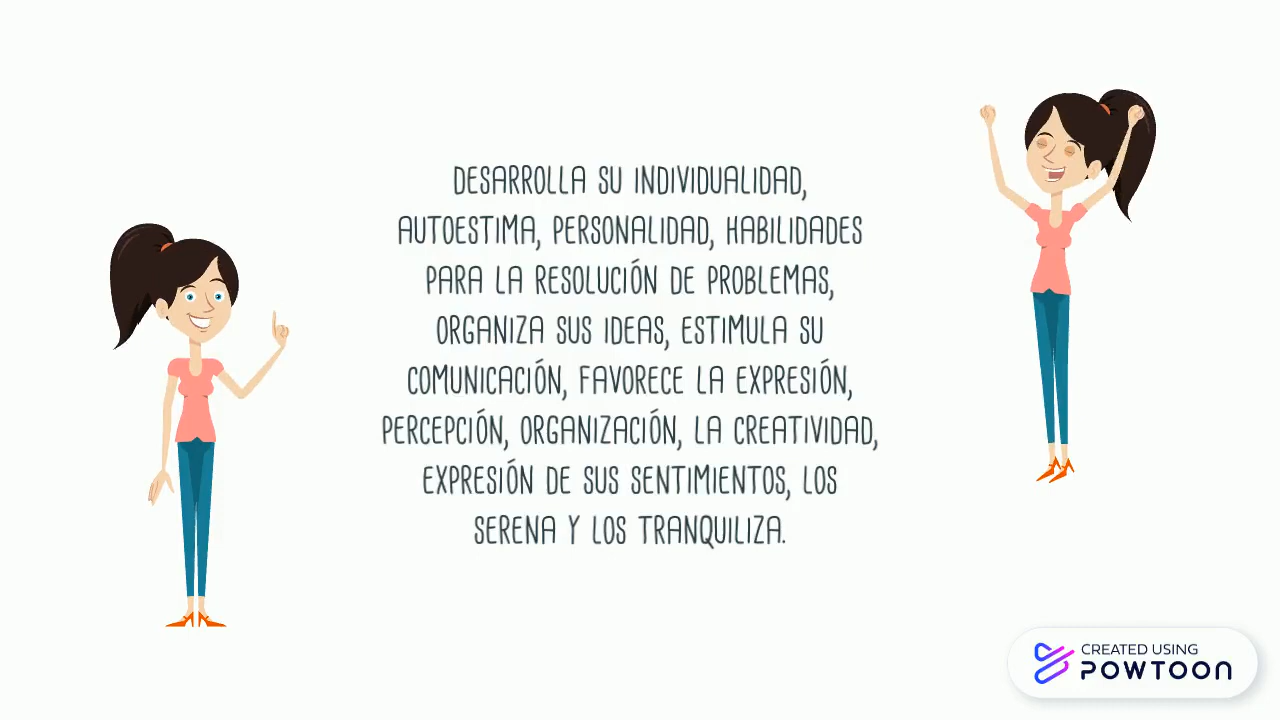 DESARROLLA SU INDIVIDUALIDAD,
AUTOESTIMA, PERSONALIDAD, HABILIDADES
PARA LA RESOLUCIÓN DE PROBLEMAS,
ORGANIZA SUS IDEAS, ESTIMULA SU
COMUNICACIÓN, FAVORECE LA EXPRESIÓN,
PERCEPCIÓN, ORGANIZACIÓN, LA CREATIVIDAD,
EXPRESIÓN DE SUS SENTIMIENTOS, LOS
SERENA Y LOS TRANQUILIZA.
CREATED USING
POWTOON